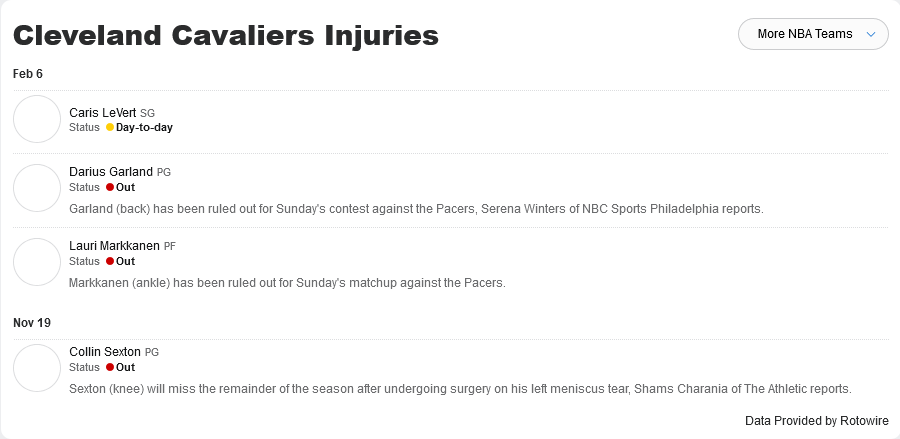 Cleveland Cavaliers Injuries
More NBA Teams
Feb 6
Caris LeVert SG
Status Day-to-day
Darius Garland PG
Status Out
Garland (back) has been ruled out for Sunday's contest against the Pacers, Serena Winters of NBC Sports Philadelphia reports.
Lauri Markkanen PF
Status Out
Markkanen (ankle) has been ruled out for Sunday's matchup against the Pacers.
Nov 19
Collin Sexton PG
Status Out
Sexton (knee) will miss the remainder of the season after undergoing surgery on his left meniscus tear, Shams Charania of The Athletic reports.
Data Provided by Rotowire